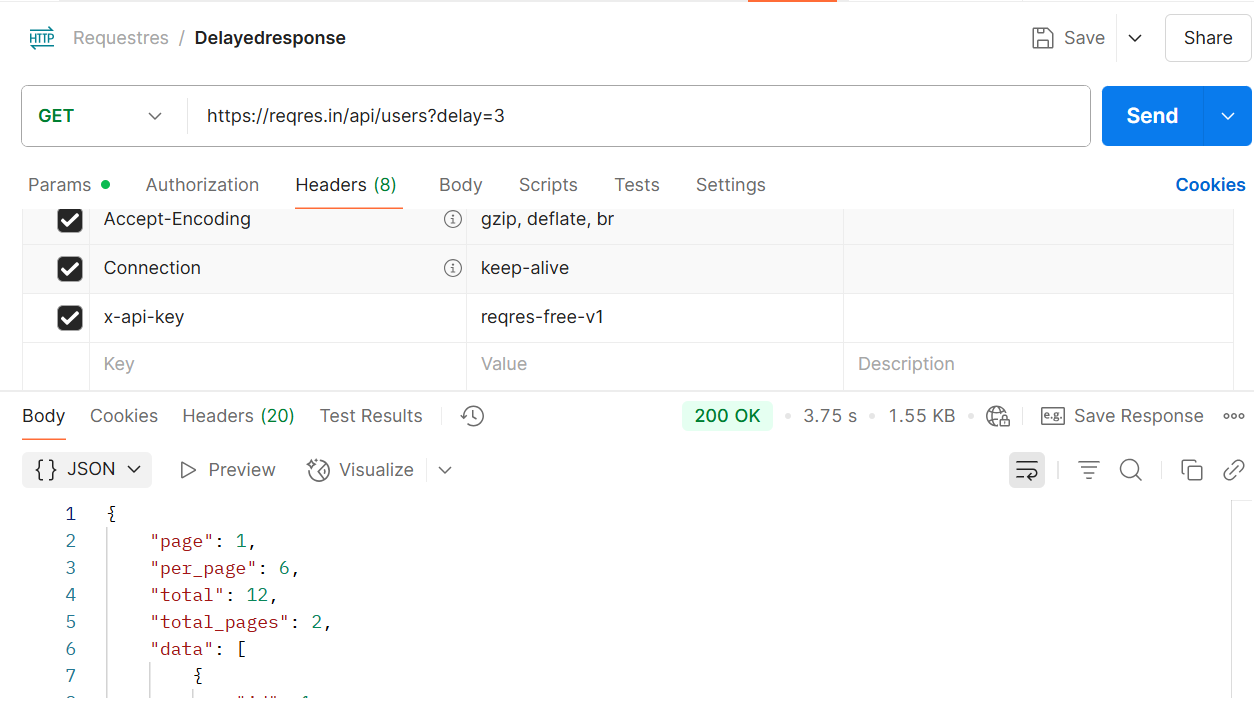 HTTP Requestres / Delayedresponse Save Share
GET https://reqres.in/api/users?delay=3 Send
Params Authorization Headers (8) Body Scripts Tests Settings Cookies
Accept-Encoding gzip, deflate, br
Connection keep-alive
x-api-key reqres-free-v1
Key Value Description
Body Cookies Headers (20) Test Results 200 OK 3.75 s 1.55 KB e.g. Save Response
{} JSON Preview Visualize
1 {
2 "page": 1,
3 "per_page": 6,
4 "total": 12,
5 "total_pages": 2,
6 "data": [
7 {